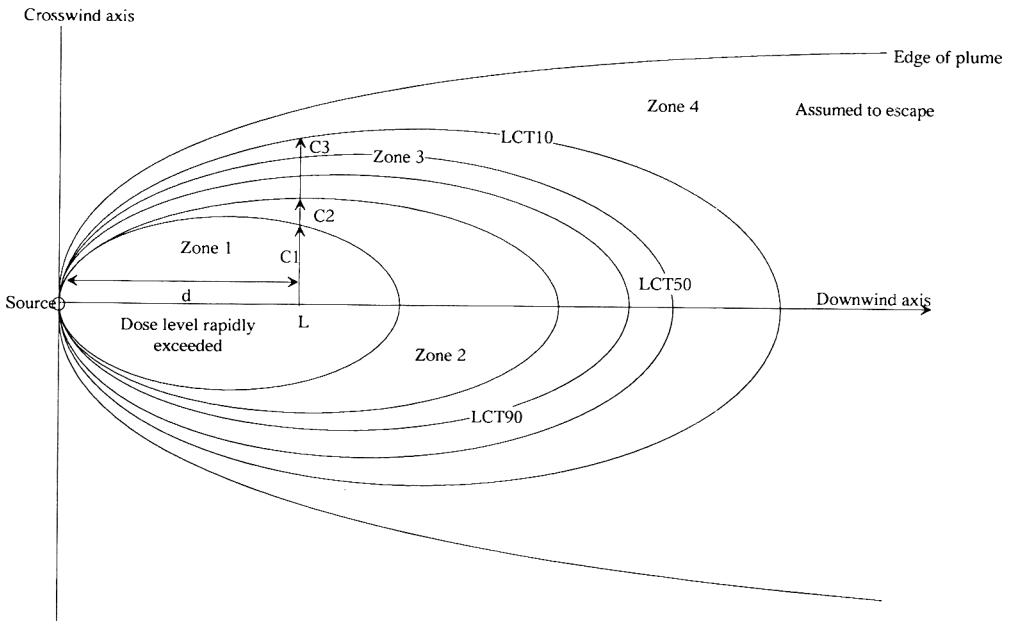 Crosswind axis
Edge of plume
Zone 4
Assumed to escape
LCT10
C3
Zone 3
C2
Zone 1
C1
LCT50
d
Source
Downwind axis
L
Dose level rapidly
exceeded
Zone 2
LCT90